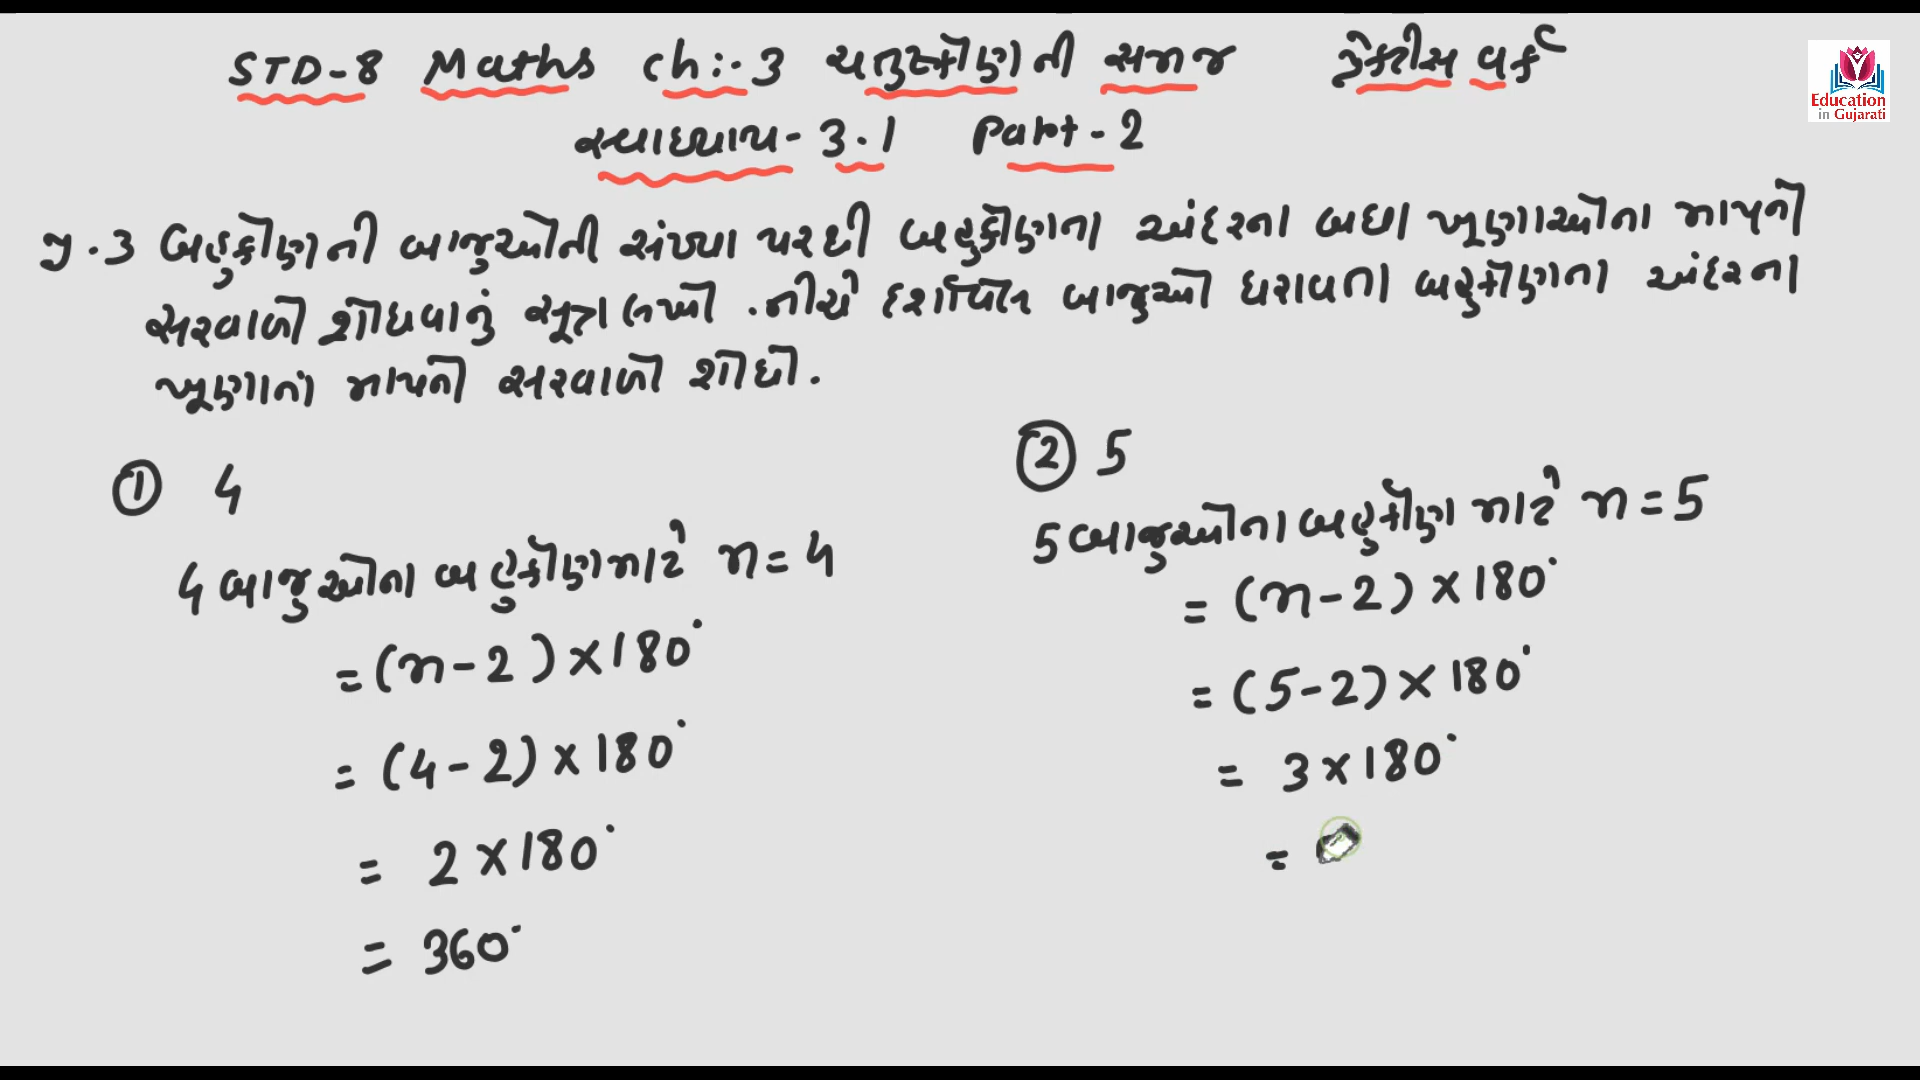 STD-8 Maths ch:-3 ચતુષ્કોણની સમજ પ્રેક્ટીસ વર્ક
Education
in Gujarati
સ્વાધ્યાય-3.1 Part-2
પ્ર.3 બહુકોણની બાજુઓની સંખ્યા પરથી બહુકોણના અંદરના બધા ખૂણાઓના માપનો
સરવાળો શોધવાનું સૂત્ર લખો. નીચે દર્શાવેલ બાજુઓ ધરાવતા બહુકોણના અંદરના
ખૂણાનાં માપનો સરવાળો શોધો.
① 4
4 બાજુઓના બહુકોણ માટે n = 4
= (n-2) × 180°
= (4-2) × 180°
= 2 × 180°
= 360°
② 5
5 બાજુઓના બહુકોણ માટે n = 5
= (n-2) × 180°
= (5-2) × 180°
= 3 × 180°
=